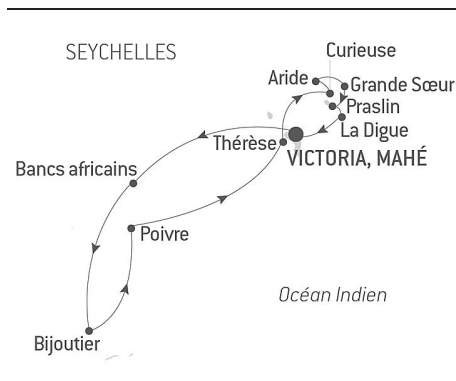 SEYCHELLES
Curieuse
Aride
Grande Sœur
Praslin
La Digue
Thérèse
VICTORIA, MAHÉ
Bancs africains
Poivre
Océan Indien
Bijoutier